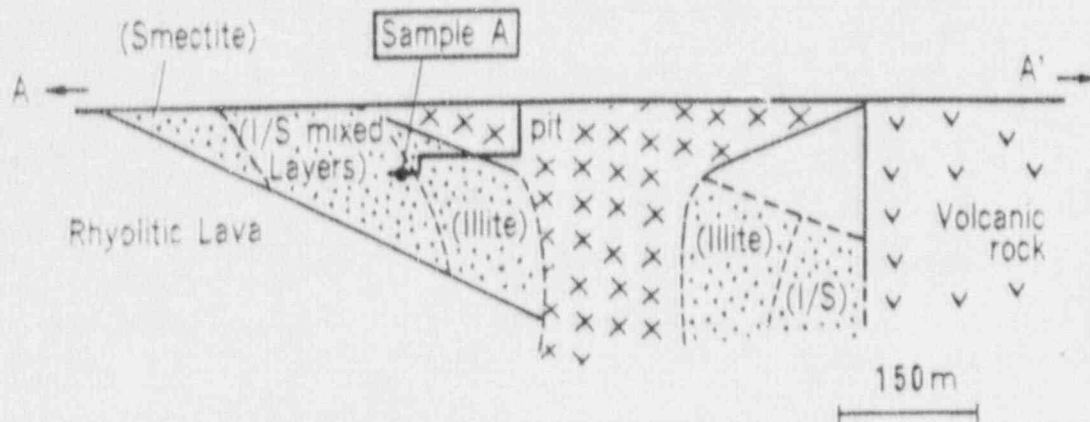 (Smectite)
Sample A
A
A'
(I/S mixed
Layers)
pit
Rhyolitic Lava
(Illite)
(Illite)
(I/S)
Volcanic
rock
150m